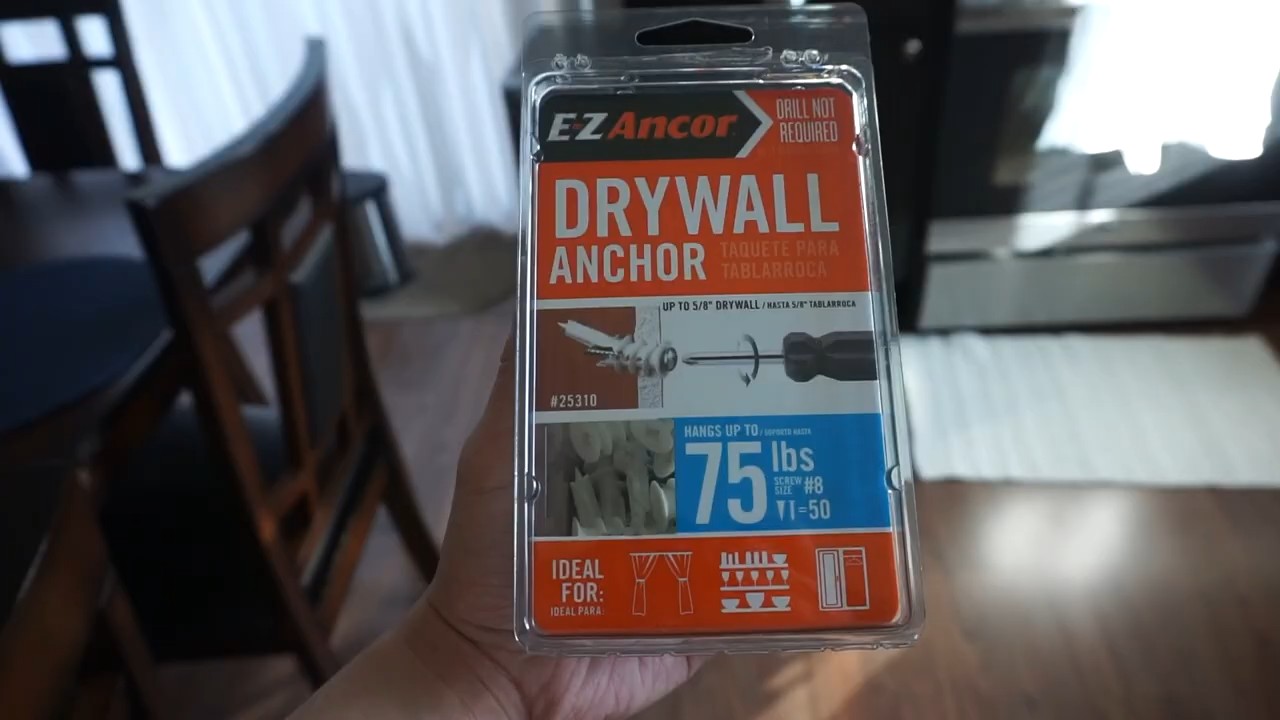 E-Z Ancor
DRILL NOT
REQUIRED
DRYWALL
ANCHOR
TAQUETE PARA
TABLARROCA
UP TO 5/8" DRYWALL / HASTA 5/8" TABLARROCA
#25310
HANGS UP TO / SOPORTO HASTA
75 lbs
SCREW
SIZE #8
=50
IDEAL
FOR:
IDEAL PARA: